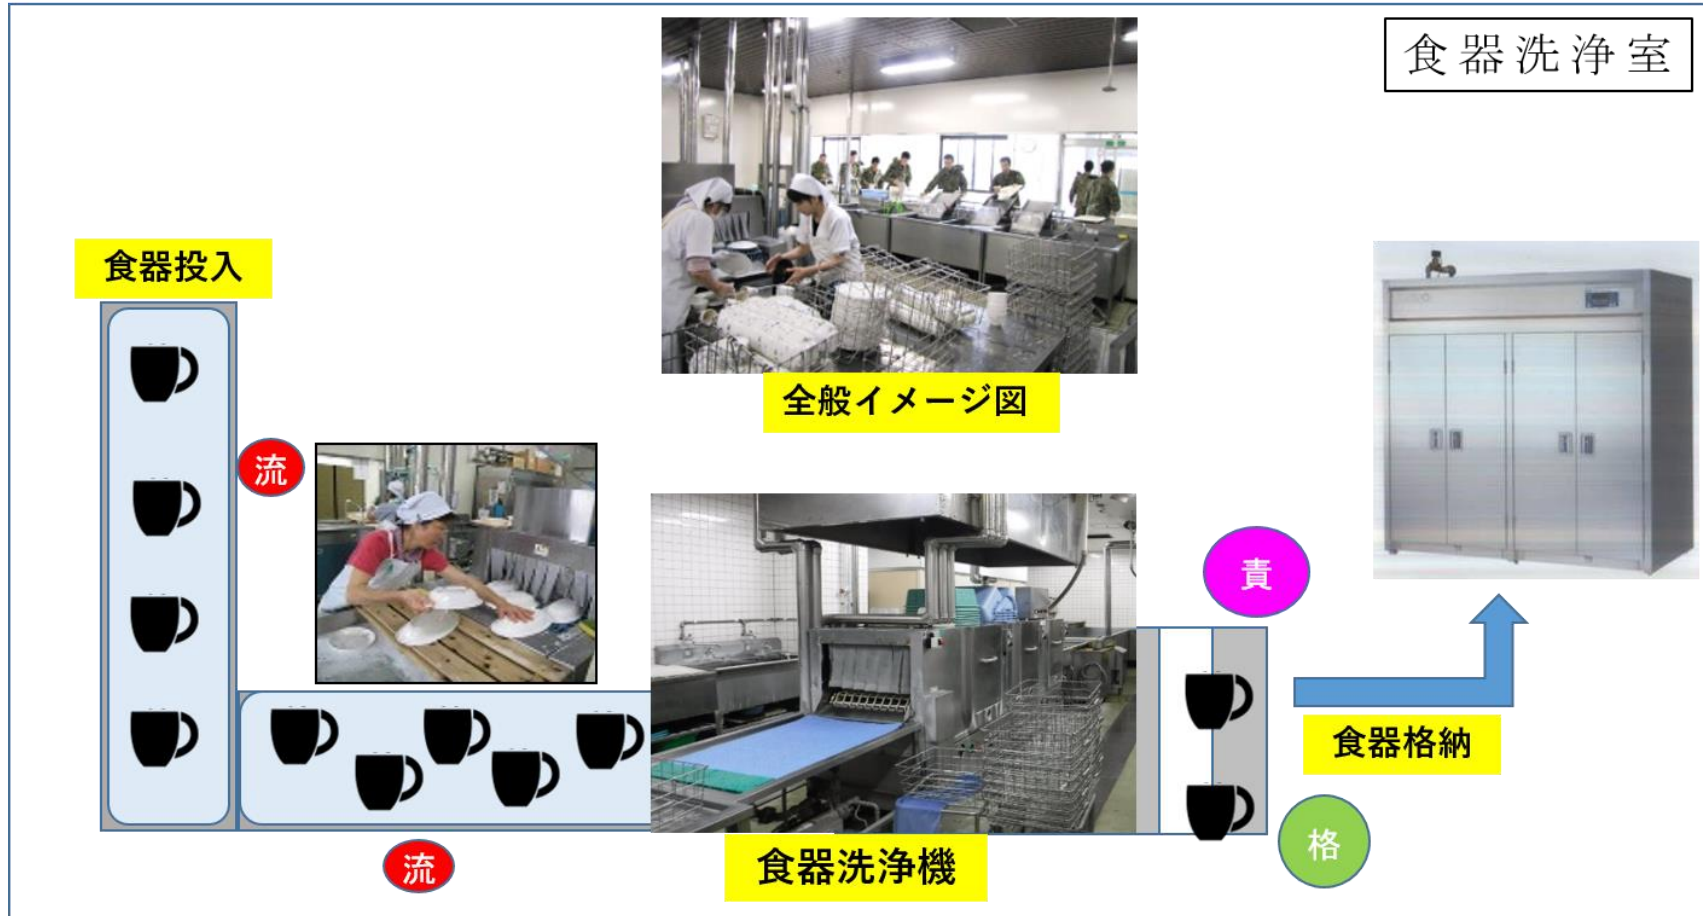 食器洗浄室
食器投入
全般イメージ図
流
責
食器格納
格
流
食器洗浄機